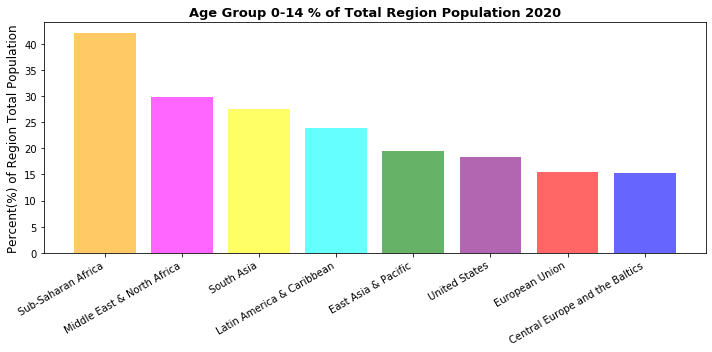 Age Group 0-14 % of Total Region Population 2020
Percent(%) of Region Total Population
40
35
30
25
20
15
10
5
0
Sub-Saharan Africa
Middle East & North Africa
South Asia
Latin America & Caribbean
East Asia & Pacific
United States
European Union
Central Europe and the Baltics